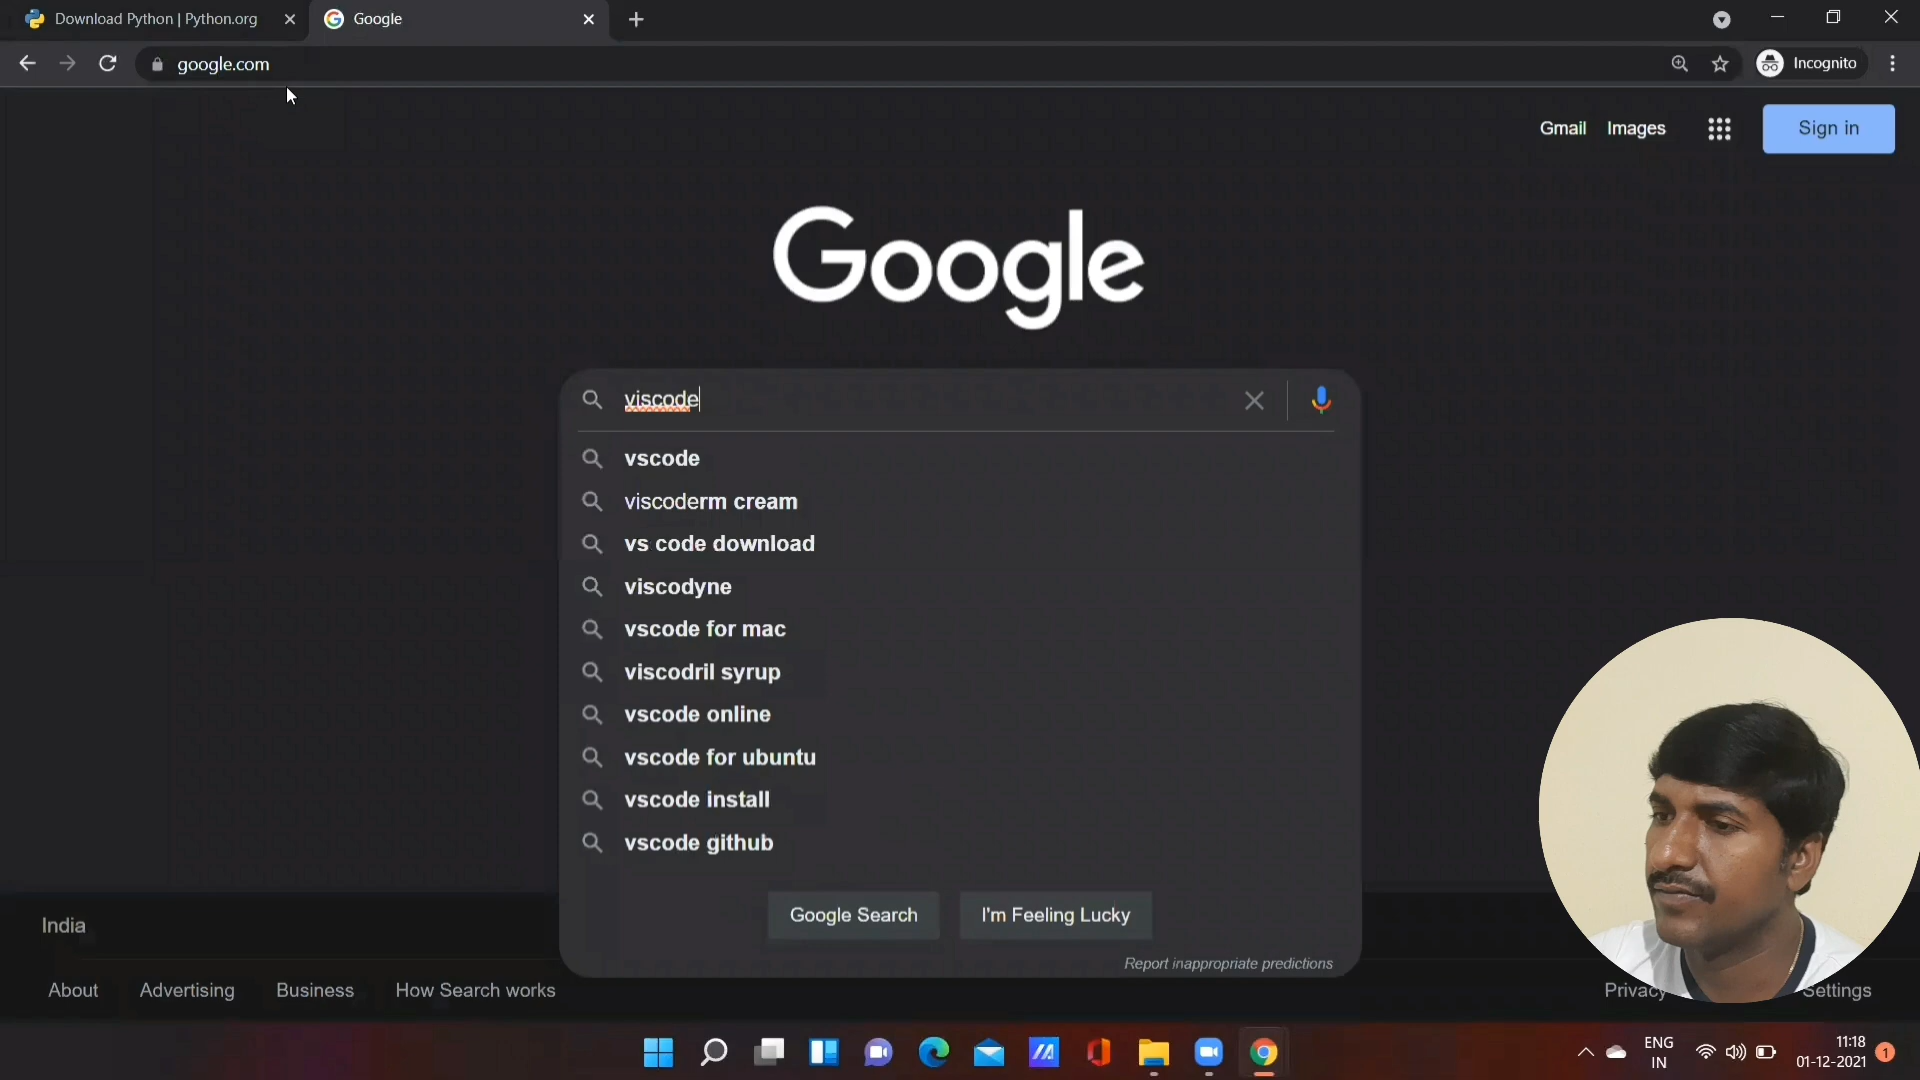 Download Python | Python.org
Google
google.com
Incognito
Gmail Images Sign in
Google
viscode
vscode
viscoderm cream
vs code download
viscodyne
vscode for mac
viscodril syrup
vscode online
vscode for ubuntu
vscode install
vscode github
Google Search I'm Feeling Lucky
Report inappropriate predictions
India
About Advertising Business How Search works Privacy Settings
ENG
IN
11:18
01-12-2021
1